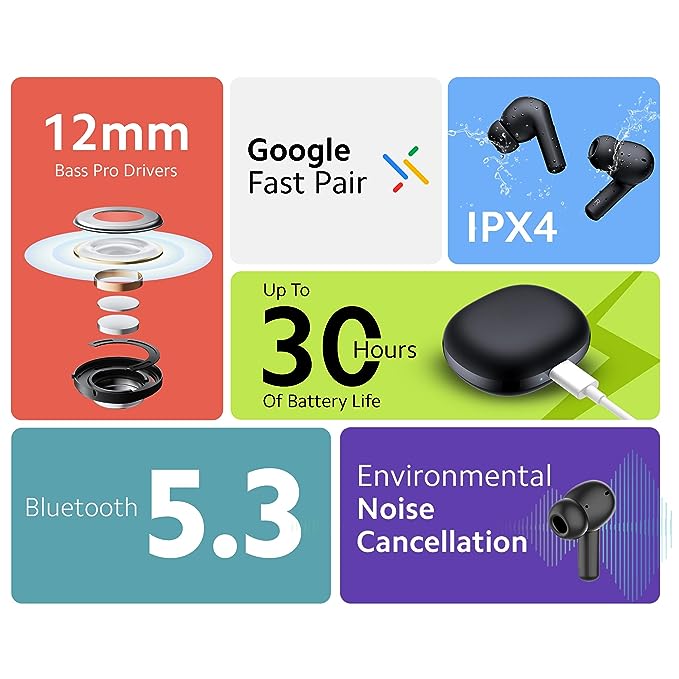 12mm
Bass Pro Drivers
Google
Fast Pair
IPX4
Up To
30 Hours
Of Battery Life
Bluetooth 5.3
Environmental
Noise
Cancellation